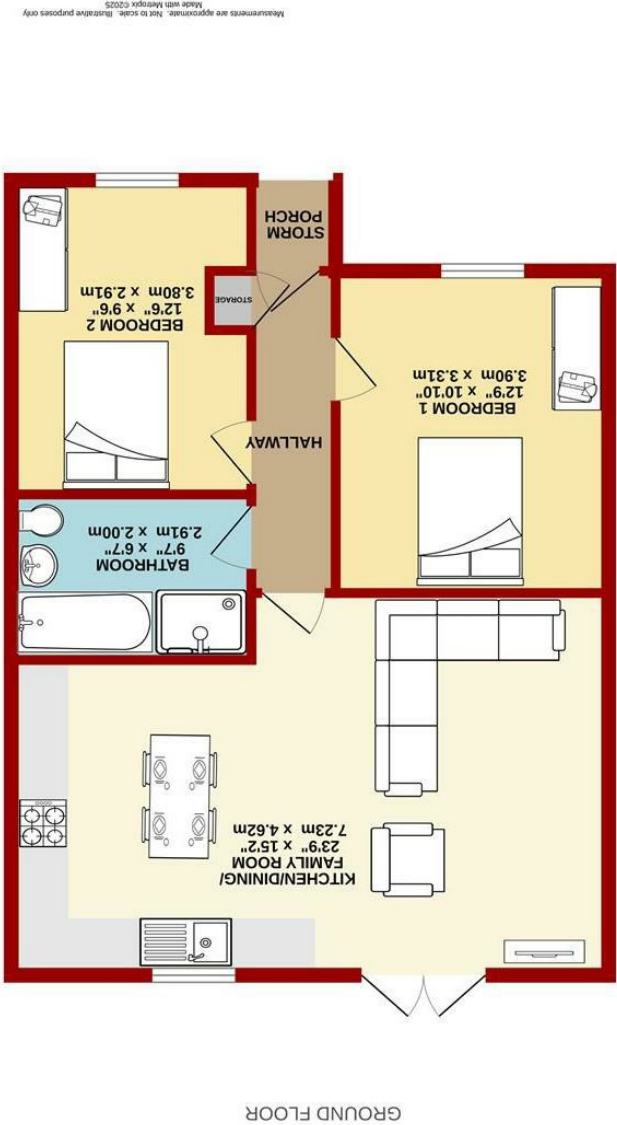 GROUND FLOOR
KITCHEN/DINING/
FAMILY ROOM
23'9" x 15'2"
7.23m x 4.62m
BATHROOM
9'7" x 6'7"
2.91m x 2.00m
HALLWAY
BEDROOM 1
12'9" x 10'10"
3.90m x 3.31m
BEDROOM 2
12'6" x 9'6"
3.80m x 2.91m
STORAGE
STORM
PORCH
Measurements are approximate. Not to scale. Illustrative purposes only
Made with Metropix ©2025